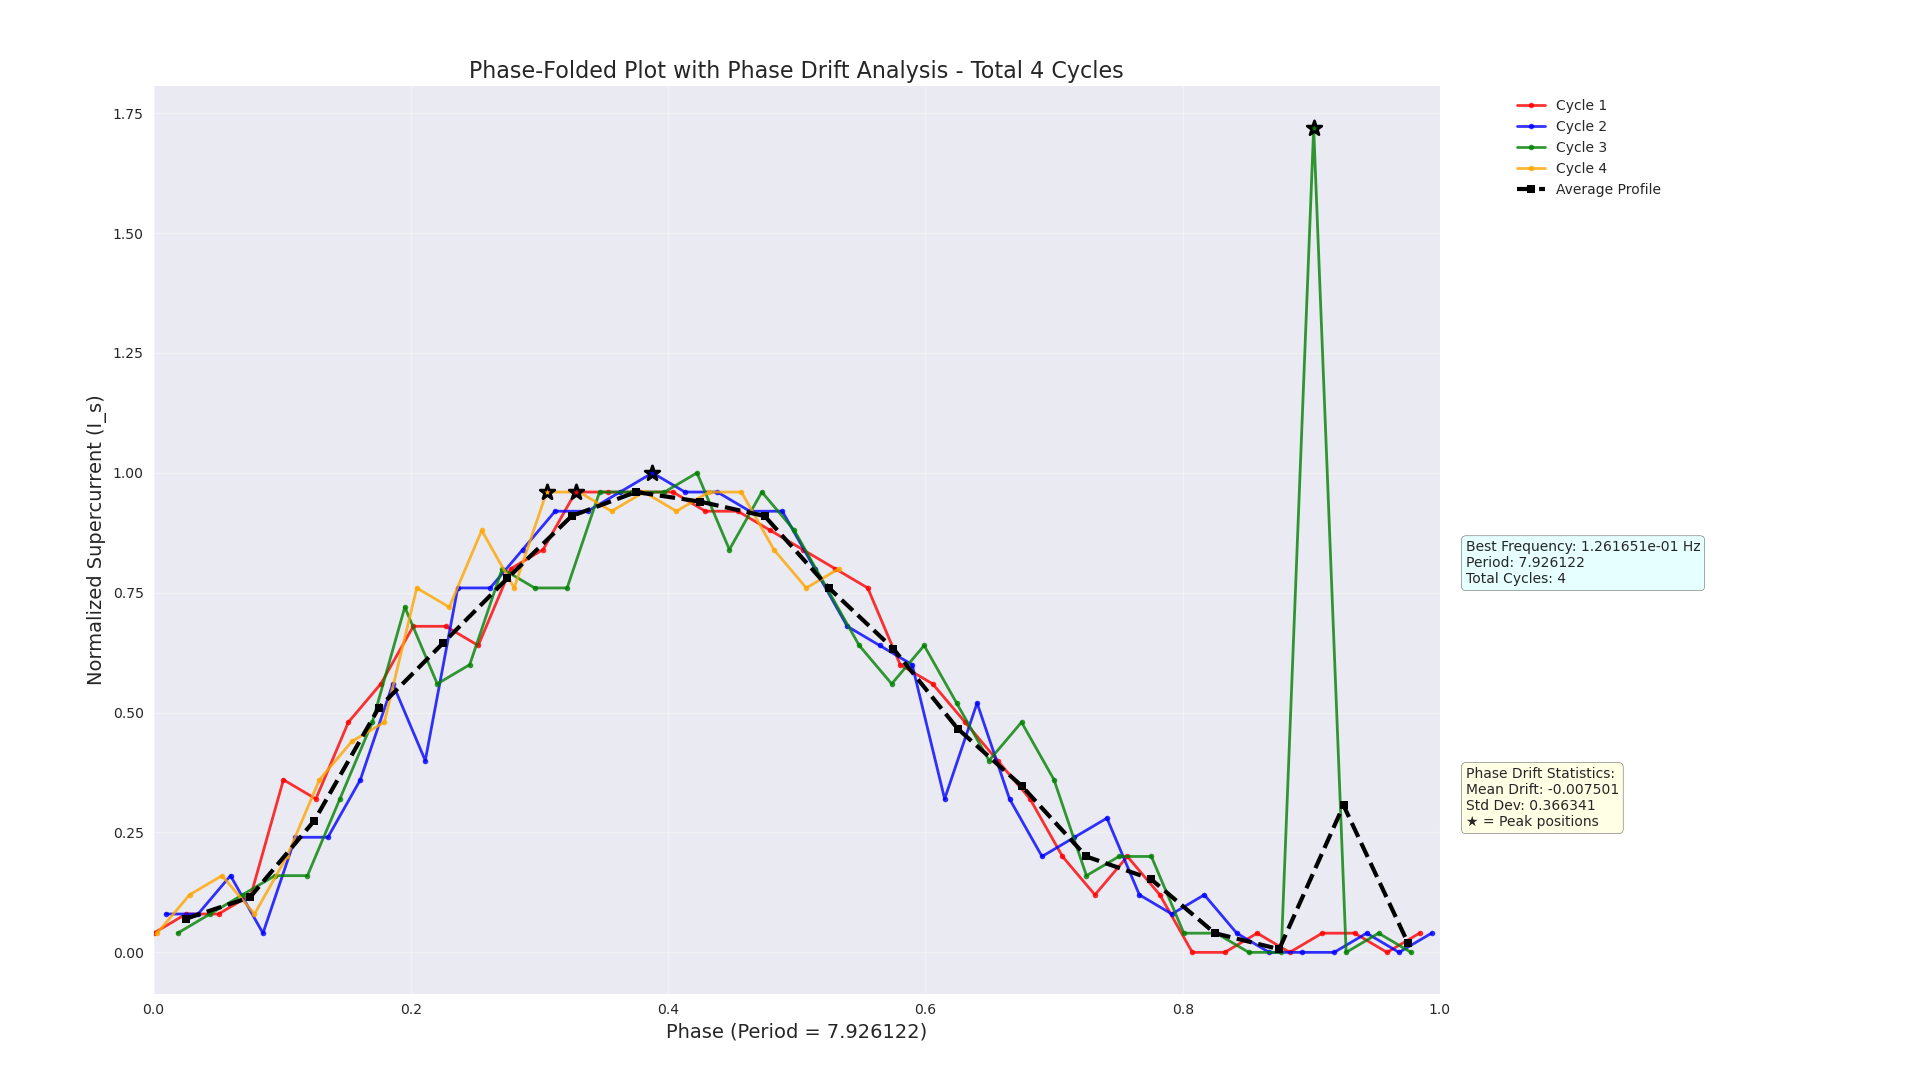 Phase-Folded Plot with Phase Drift Analysis - Total 4 Cycles
Normalized Supercurrent (I_s)
1.75
1.50
1.25
1.00
0.75
0.50
0.25
0.00
0.0
0.2
0.4
0.6
0.8
1.0
Phase (Period = 7.926122)
Cycle 1
Cycle 2
Cycle 3
Cycle 4
Average Profile
Best Frequency: 1.261651e-01 Hz
Period: 7.926122
Total Cycles: 4
Phase Drift Statistics:
Mean Drift: -0.007501
Std Dev: 0.366341
★ = Peak positions